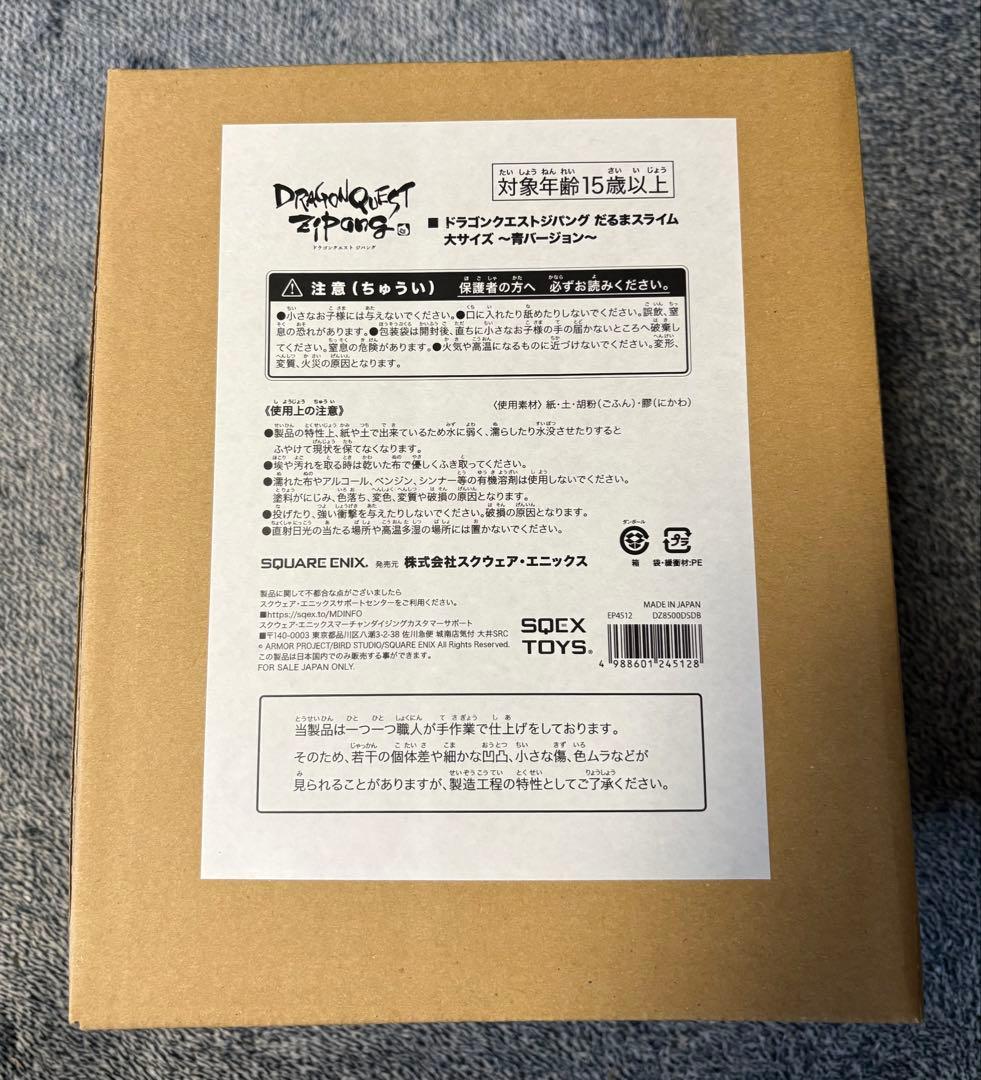 DRAGON QUEST
Zipang
ドラゴンクエスト ジパング
対象年齢15歳以上
■ ドラゴンクエストジパング だるまスライム
大サイズ ～青バージョン～
注意(ちゅうい) 保護者の方へ 必ずお読みください。
●小さなお子様には与えないでください。●口に入れたり舐めたりしないでください。誤飲、窒
息の恐れがあります。●包装袋は開封後、直ちに小さなお子様の手の届かないところへ破棄し
てください。窒息の危険があります。●火気や高温になるものに近づけないでください。変形、
変質、火災の原因となります。
《使用上の注意》
〈使用素材〉紙・土・胡粉(ごふん)・膠(にかわ)
●製品の特性上、紙や土で出来ているため水に弱く、濡らしたり水没させたりすると
ふやけて現状を保てなくなります。
●埃や汚れを取る時は乾いた布で優しくふき取ってください。
●濡れた布やアルコール、ベンジン、シンナー等の有機溶剤は使用しないでください。
塗料がにじみ、色落ち、変色、変質や破損の原因となります。
●投げたり、強い衝撃を与えたりしないでください。破損の原因となります。
●直射日光の当たる場所や高温多湿の場所には置かないでください。
ダンボール
箱
プラ
袋・緩衝材:PE
SQUARE ENIX. 発売元 株式会社スクウェア・エニックス
製品に関して不都合な点がございましたら
スクウェア・エニックスサポートセンターをご利用ください。
■https://sqex.to/MDINFO
スクウェア・エニックスマーチャンダイジングカスタマーサポート
■〒140-0003 東京都品川区八潮3-2-38 佐川急便 城南店気付 大井SRC
© ARMOR PROJECT/BIRD STUDIO/SQUARE ENIX All Rights Reserved.
この製品は日本国内でのみ販売する事ができます。
FOR SALE JAPAN ONLY.
SQEX
TOYS.
MADE IN JAPAN
EP4512 DZ8500DSDB
4 988601 245128
当製品は一つ一つ職人が手作業で仕上げをしております。
そのため、若干の個体差や細かな凹凸、小さな傷、色ムラなどが
見られることがありますが、製造工程の特性としてご了承ください。